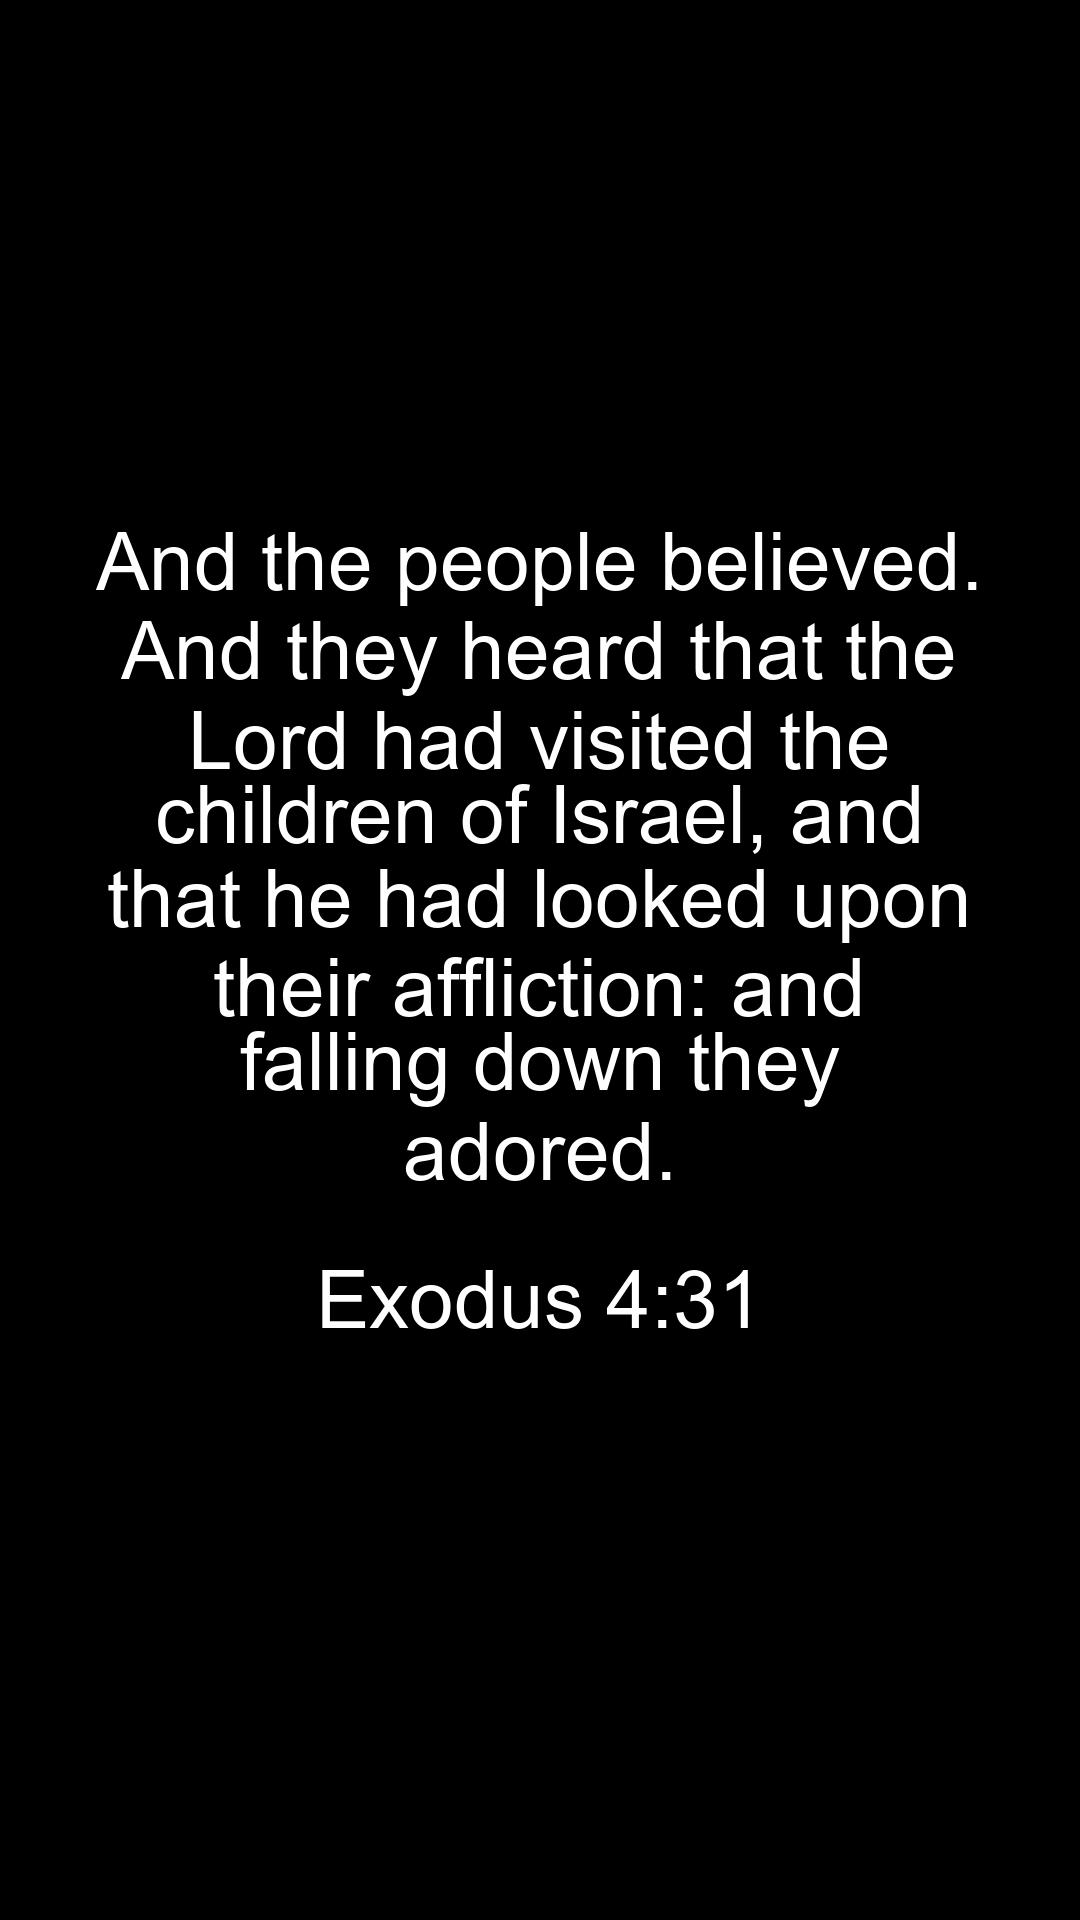 And the people believed.
And they heard that the
Lord had visited the
children of Israel, and
that he had looked upon
their affliction: and
falling down they
adored.
Exodus 4:31